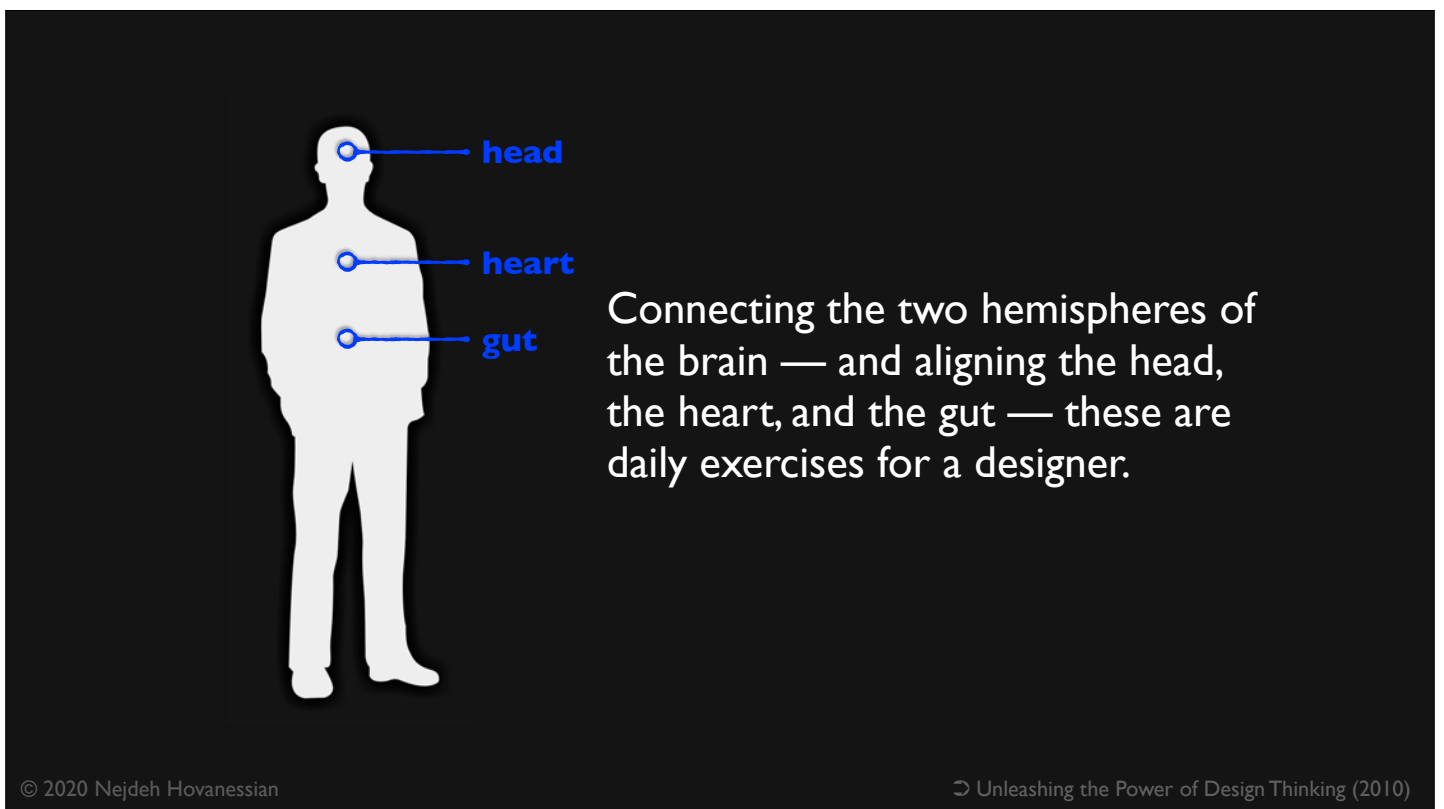 head
heart
gut
Connecting the two hemispheres of
the brain — and aligning the head,
the heart, and the gut — these are
daily exercises for a designer.
© 2020 Nejdeh Hovanessian
➲ Unleashing the Power of Design Thinking (2010)